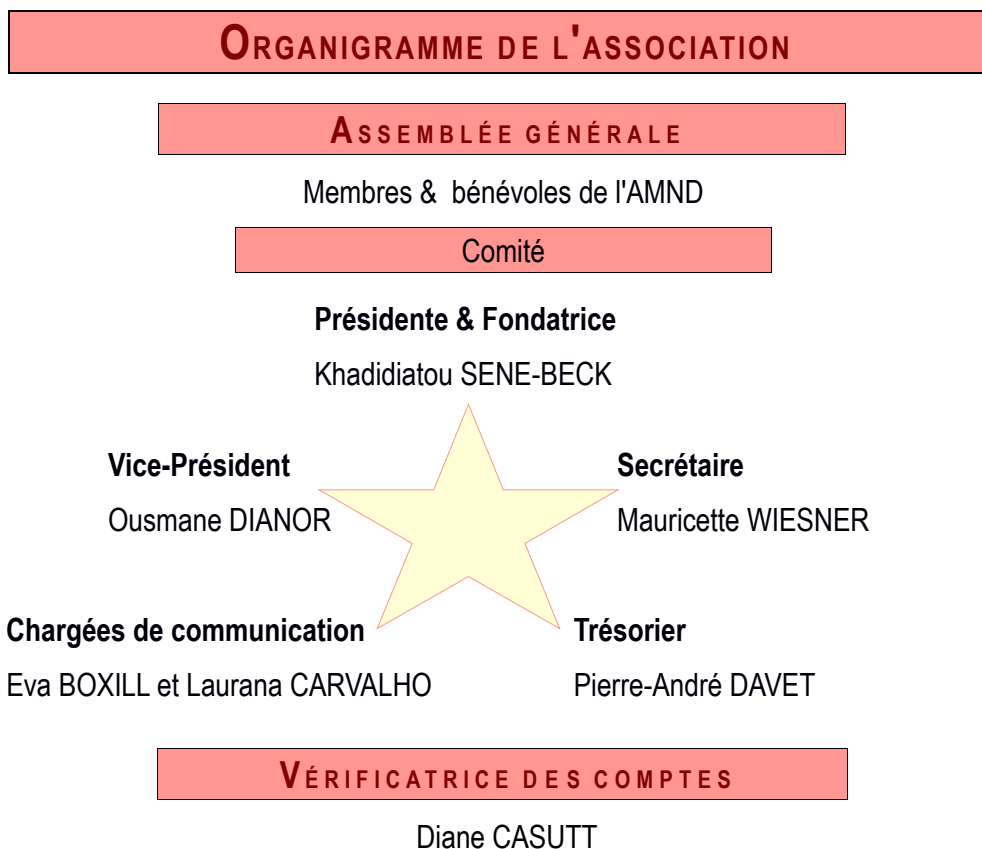 ORGANIGRAMME DE L'ASSOCIATION
ASSEMBLÉE GÉNÉRALE
Membres & bénévoles de l'AMND
Comité
Présidente & Fondatrice
Khadidiatou SENE-BECK
Vice-Président
Ousmane DIANOR
Secrétaire
Mauricette WIESNER
Chargées de communication
Eva BOXILL et Laurana CARVALHO
Trésorier
Pierre-André DAVET
VÉRIFICATRICE DES COMPTES
Diane CASUTT